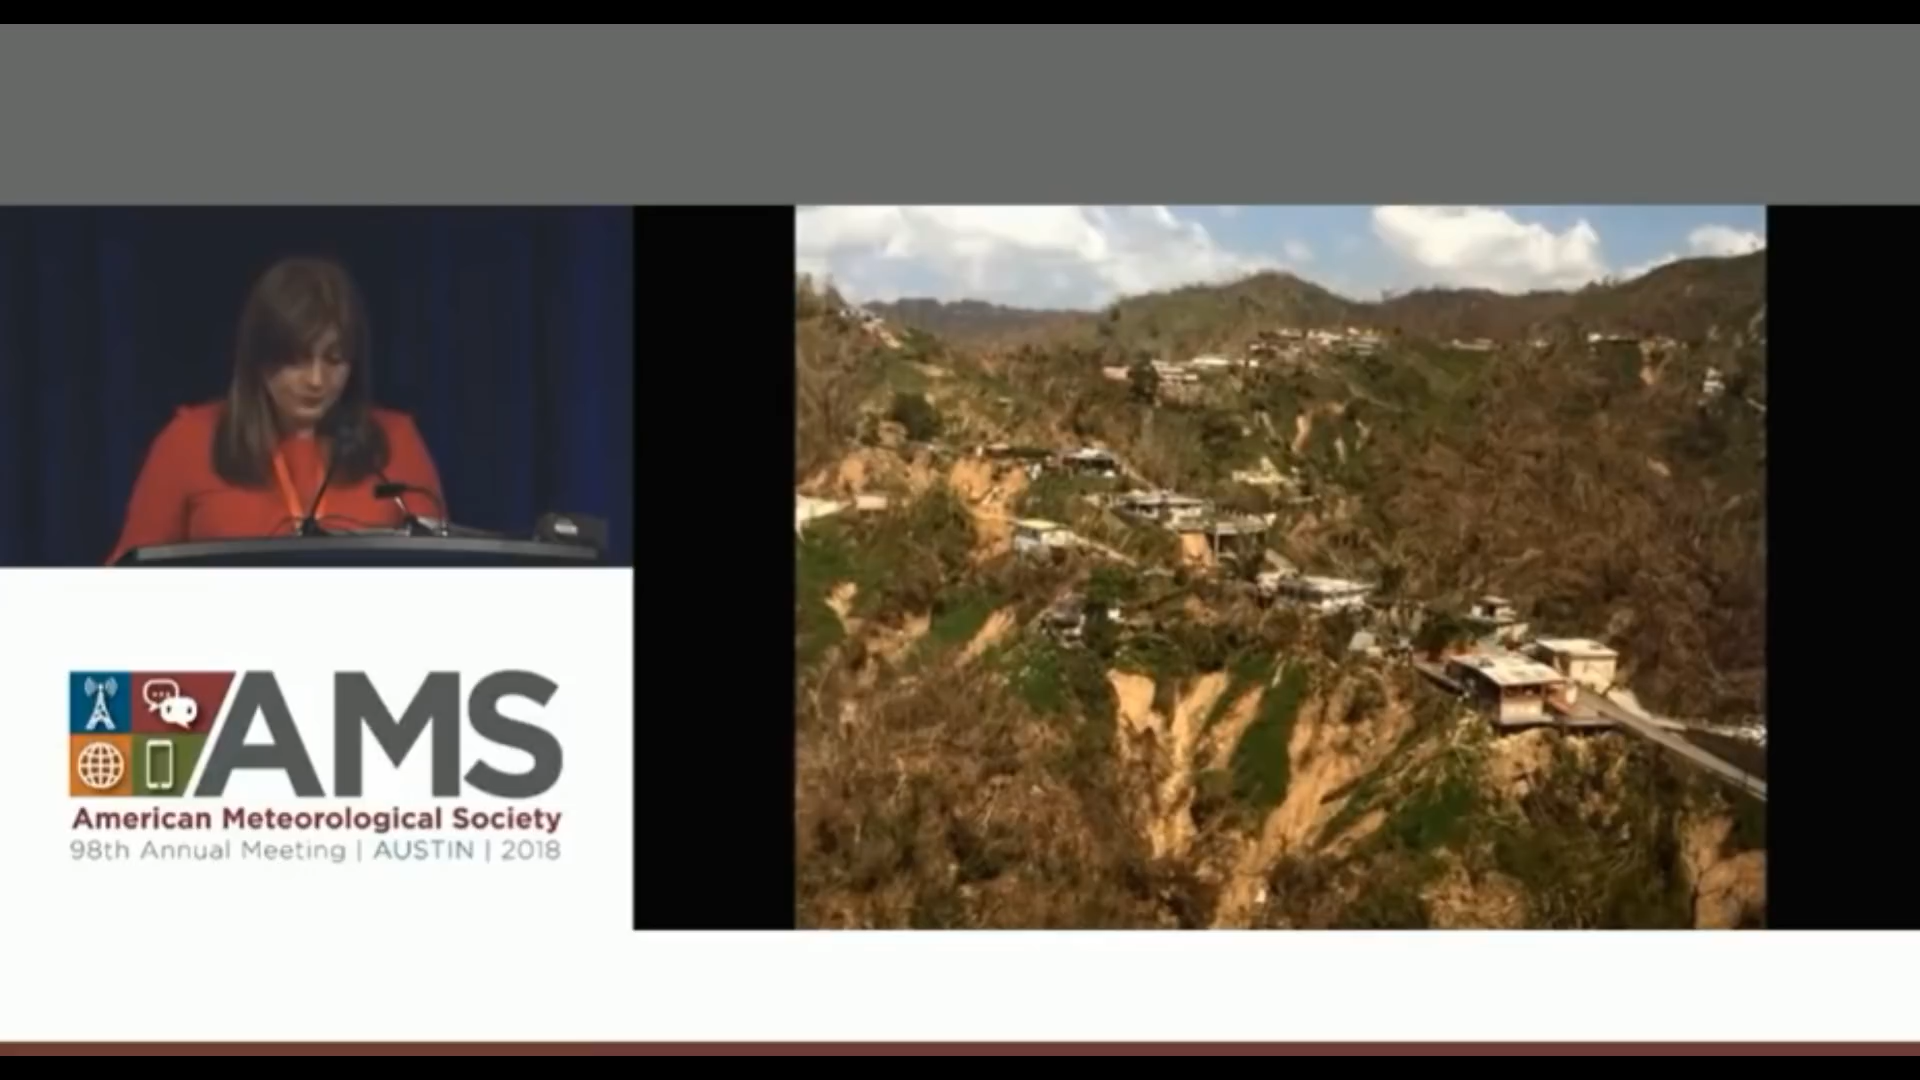 AMS
American Meteorological Society
98th Annual Meeting | AUSTIN | 2018